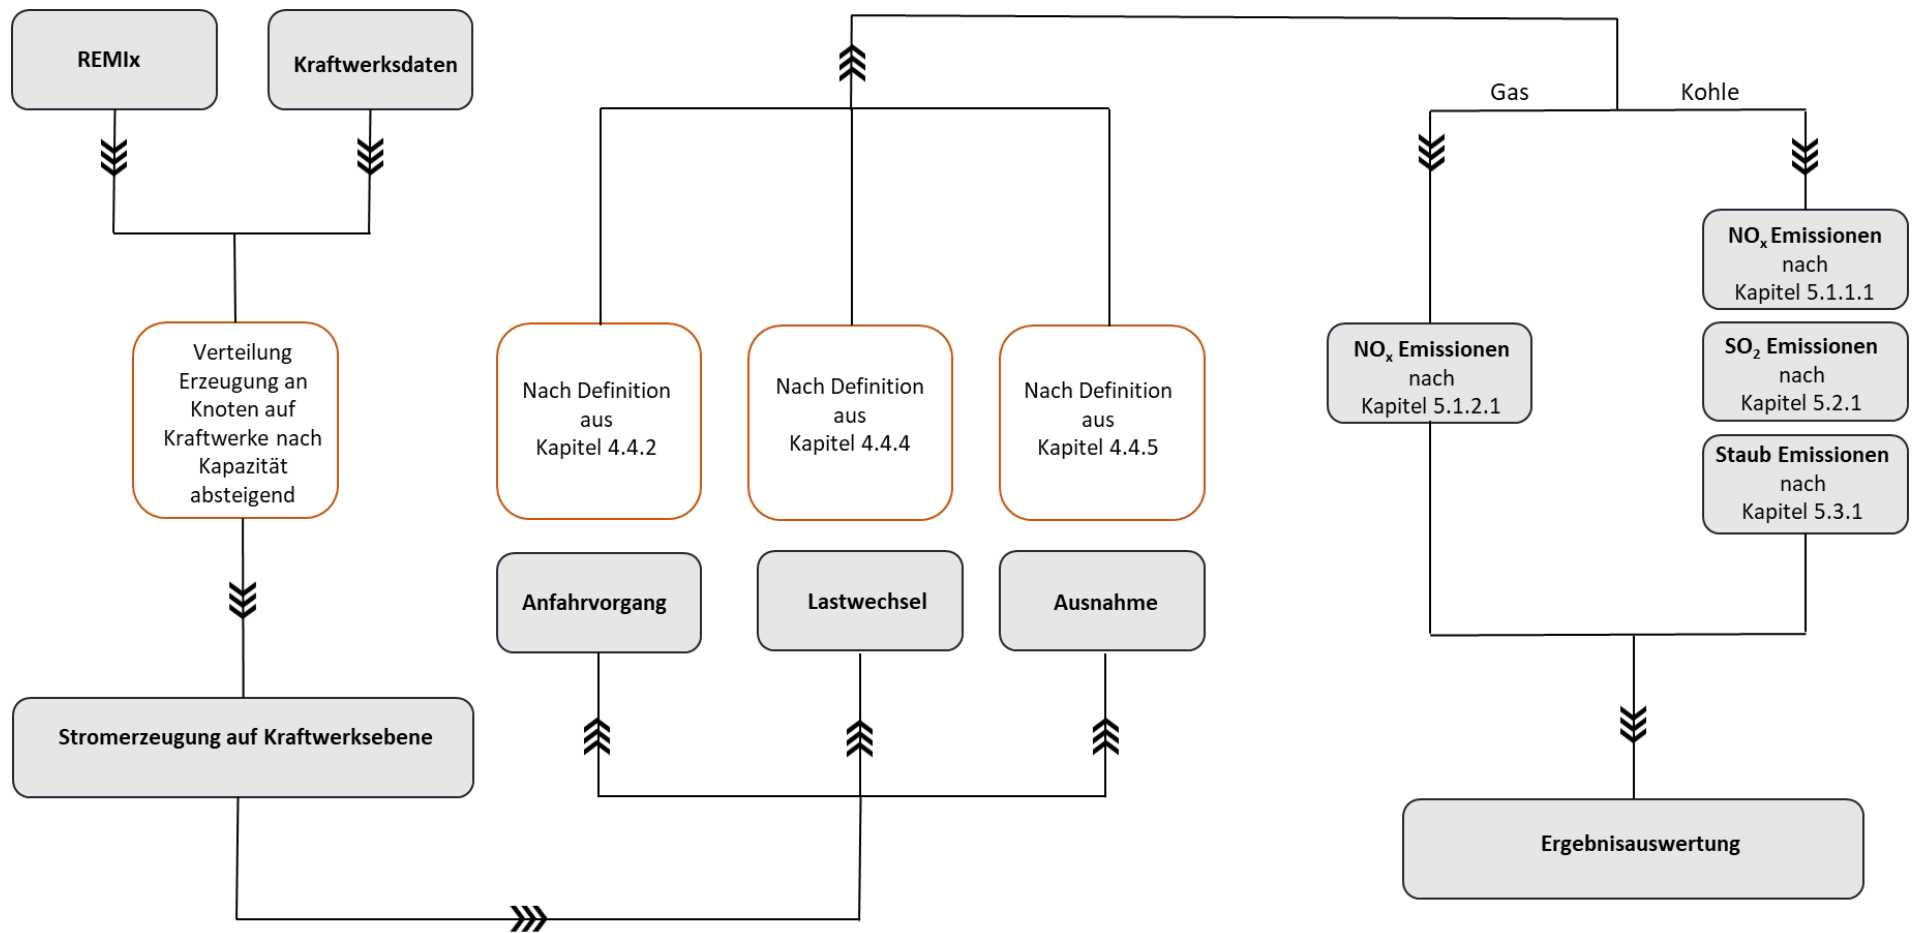 REMIx
Kraftwerksdaten
Verteilung
Erzeugung an
Knoten auf
Kraftwerke nach
Kapazität
absteigend
Stromerzeugung auf Kraftwerksebene
Nach Definition
aus
Kapitel 4.4.2
Nach Definition
aus
Kapitel 4.4.4
Nach Definition
aus
Kapitel 4.4.5
Anfahrvorgang
Lastwechsel
Ausnahme
Gas
Kohle
NOₓ Emissionen
nach
Kapitel 5.1.2.1
NOₓ Emissionen
nach
Kapitel 5.1.1.1
SO₂ Emissionen
nach
Kapitel 5.2.1
Staub Emissionen
nach
Kapitel 5.3.1
Ergebnisauswertung